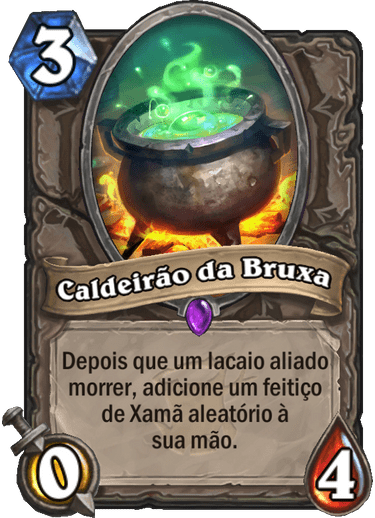 3
Caldeirão da Bruxa
Depois que um lacaio aliado
morrer, adicione um feitiço
de Xamã aleatório à
sua mão.
0
4